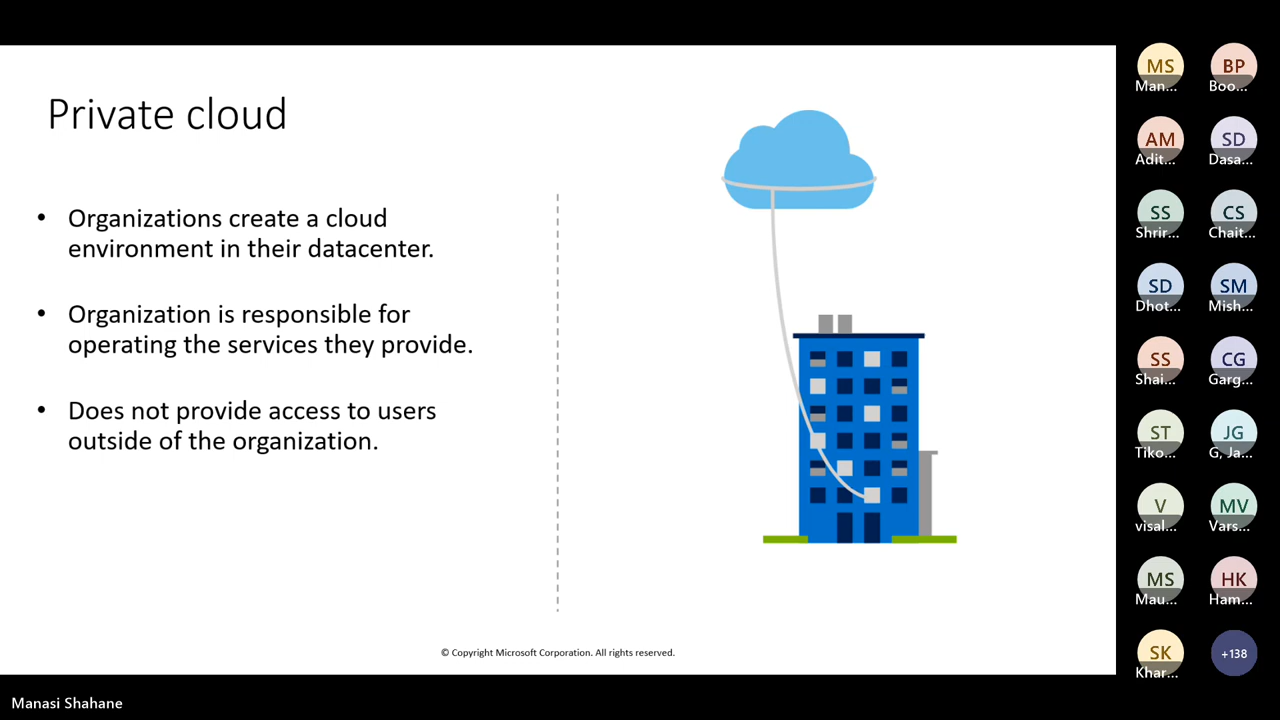 Private cloud
• Organizations create a cloud
environment in their datacenter.
• Organization is responsible for
operating the services they provide.
• Does not provide access to users
outside of the organization.
© Copyright Microsoft Corporation. All rights reserved.
MS BP
Man... Boo...
AM SD
Adit... Dasa...
SS CS
Shrir... Chait...
SD SM
Dhot... Mish...
SS CG
Shai... Garg...
ST JG
Tiko... G, Ja...
V MV
visal... Vars...
MS HK
Mau... Ham...
SK +138
Khar...
Manasi Shahane